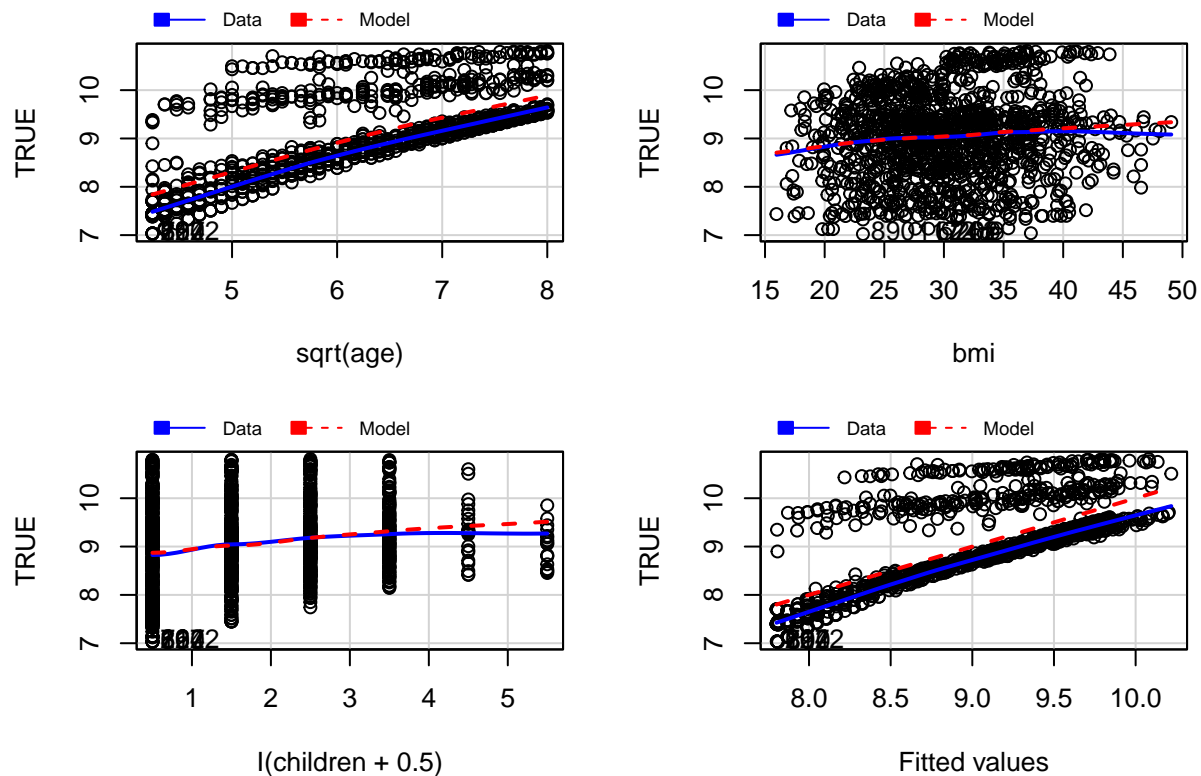 Data Model
TRUE
10
9
8
7
5 6 7 8
sqrt(age)
Data Model
TRUE
10
9
8
7
15 20 25 30 35 40 45 50
bmi
Data Model
TRUE
10
9
8
7
1 2 3 4 5
I(children + 0.5)
Data Model
TRUE
10
9
8
7
8.0 8.5 9.0 9.5 10.0
Fitted values